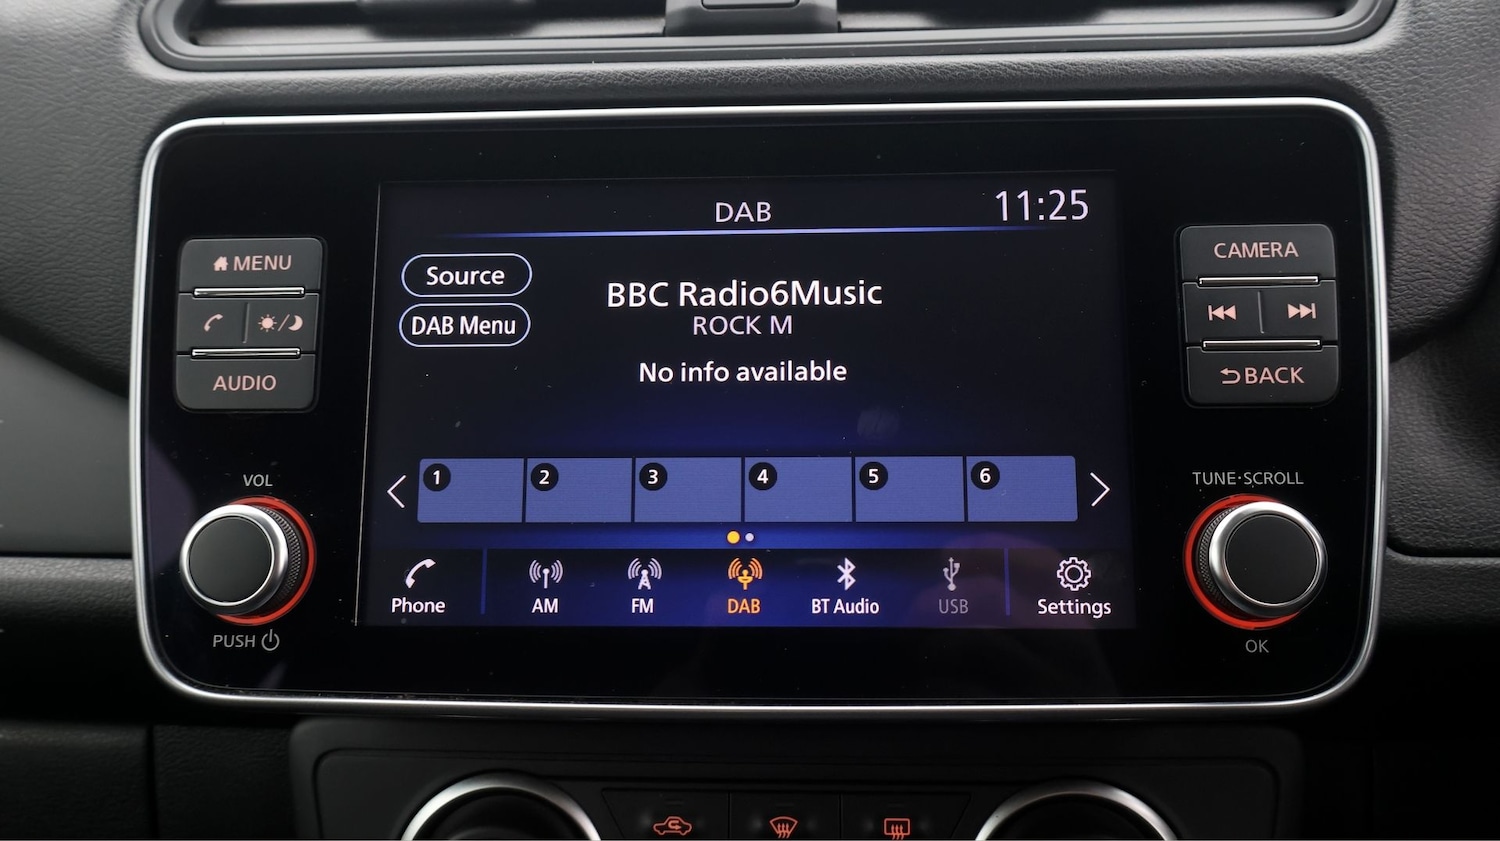 DAB
11:25
MENU
CAMERA
Source
BBC Radio6Music
DAB Menu
ROCK M
No info available
AUDIO
BACK
1 2 3 4 5 6
VOL
TUNE·SCROLL
Phone AM FM DAB BT Audio USB Settings
PUSH
OK